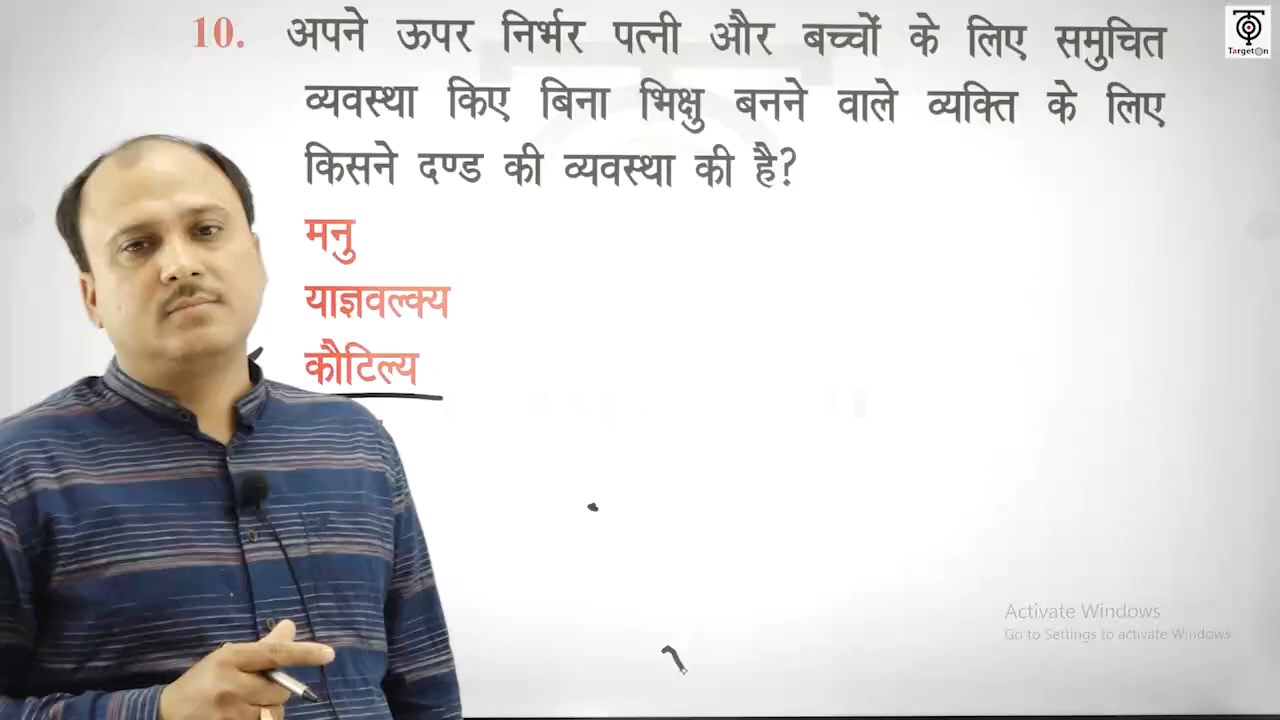 10. अपने ऊपर निर्भर पत्नी और बच्चों के लिए समुचित
व्यवस्था किए बिना भिक्षु बनने वाले व्यक्ति के लिए
किसने दण्ड की व्यवस्था की है?
मनु
याज्ञवल्क्य
कौटिल्य
TargetOn
Activate Windows
Go to Settings to activate Windows